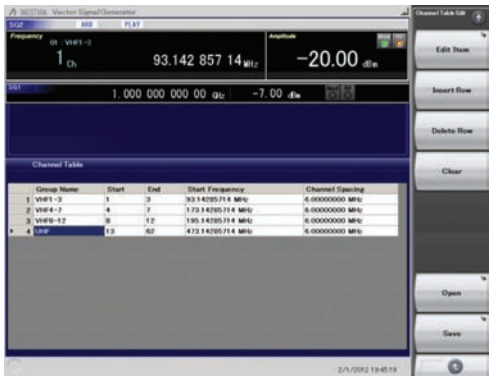 MS2700A Vector Signal Generator
SG2 ARB PLAY
Frequency
01 : VHF1-3
1 Ch 93.142 857 14 MHz
Amplitude
-20.00 dBm
SG1
1. 000 000 000 00 GHz -7. 00 dBm
Channel Table
Group Name Start End Start Frequency Channel Spacing
1 VHF1-3 1 3 93.14285714 MHz 6.00000000 MHz
2 VHF4-7 4 7 173.14285714 MHz 6.00000000 MHz
3 VHF8-12 8 12 195.14285714 MHz 6.00000000 MHz
4 UHF 13 62 473.14285714 MHz 6.00000000 MHz
2/1/2012 19:45:19
Channel Table Edit
Edit Item
Insert Row
Delete Row
Clear
Open
Save